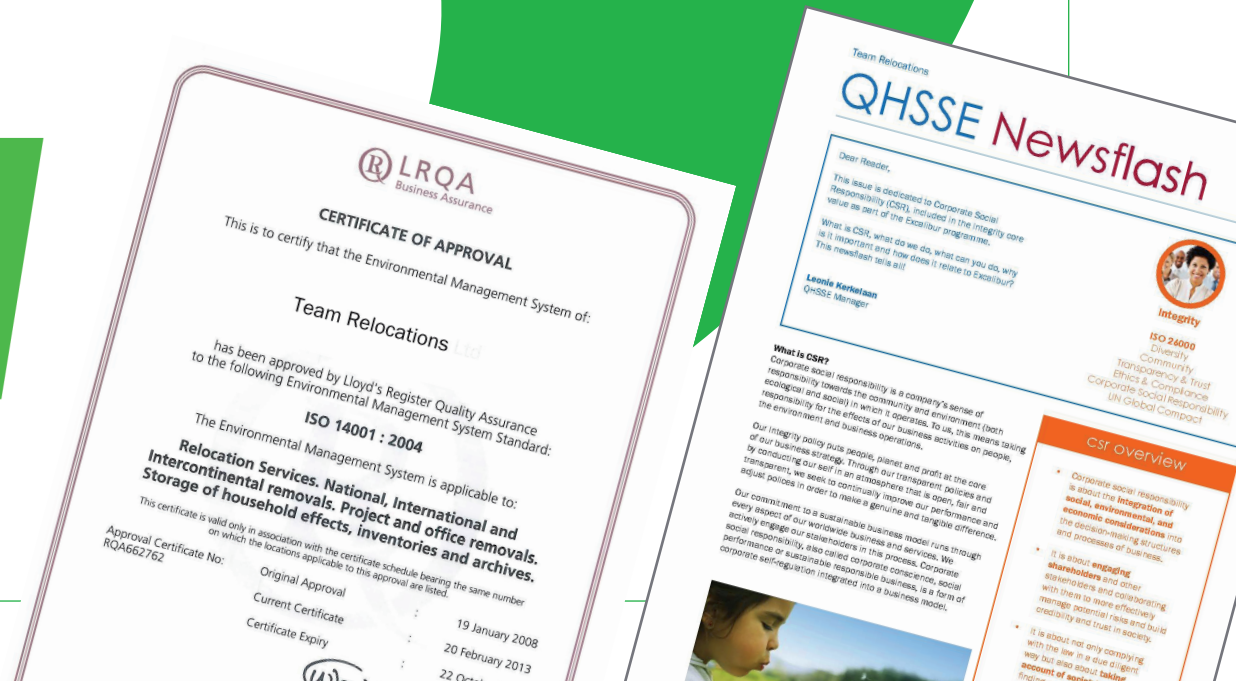 LRQA
Business Assurance
CERTIFICATE OF APPROVAL
This is to certify that the Environmental Management System of:
Team Relocations Ltd
has been approved by Lloyd's Register Quality Assurance
to the following Environmental Management System Standard:
ISO 14001 : 2004
The Environmental Management System is applicable to:
Relocation Services. National, International and
Intercontinental removals. Project and office removals.
Storage of household effects, inventories and archives.
This certificate is valid only in association with the certificate schedule bearing the same number
on which the locations applicable to this approval are listed.
Approval Certificate No:
RQA662762
Original Approval : 19 January 2008
Current Certificate : 20 February 2013
Certificate Expiry : 22
Team Relocations
QHSSE Newsflash
Dear Reader,
This issue is dedicated to Corporate Social
Responsibility (CSR), included in the Integrity core
value as part of the Excalibur programme.
What is CSR, what do we do, what can you do, why
is it important and how does it relate to Excalibur?
This newsflash tells all!
Leonie Kerkelaan
QHSSE Manager
Integrity
ISO 26000
Diversity
Community
Transparency & Trust
Ethics & Compliance
Corporate Social Responsibility
UN Global Compact
What is CSR?
Corporate social responsibility is a company's sense of
responsibility towards the community and environment (both
ecological and social) in which it operates. To us, this means taking
responsibility for the effects of our business activities on people,
the environment and business operations.
Our Integrity policy puts people, planet and profit at the core
of our business strategy. Through our transparent policies and
by conducting our self in an atmosphere that is open, fair and
transparent, we seek to continually improve our performance and
adjust polices in order to make a genuine and tangible difference.
Our commitment to a sustainable business model runs through
every aspect of our worldwide business and services. We
actively engage our stakeholders in this process. Corporate
social responsibility, also called corporate conscience, social
performance or sustainable responsible business, is a form of
corporate self-regulation integrated into a business model.
csr overview
• Corporate social responsibility
is about the integration of
social, environmental, and
economic considerations into
the decision-making structures
and processes of business.
• It is about engaging
shareholders and other
stakeholders and collaborating
with them to more effectively
manage potential risks and build
credibility and trust in society.
• It is about not only complying
with the law in a due diligent
way but also about taking
account of